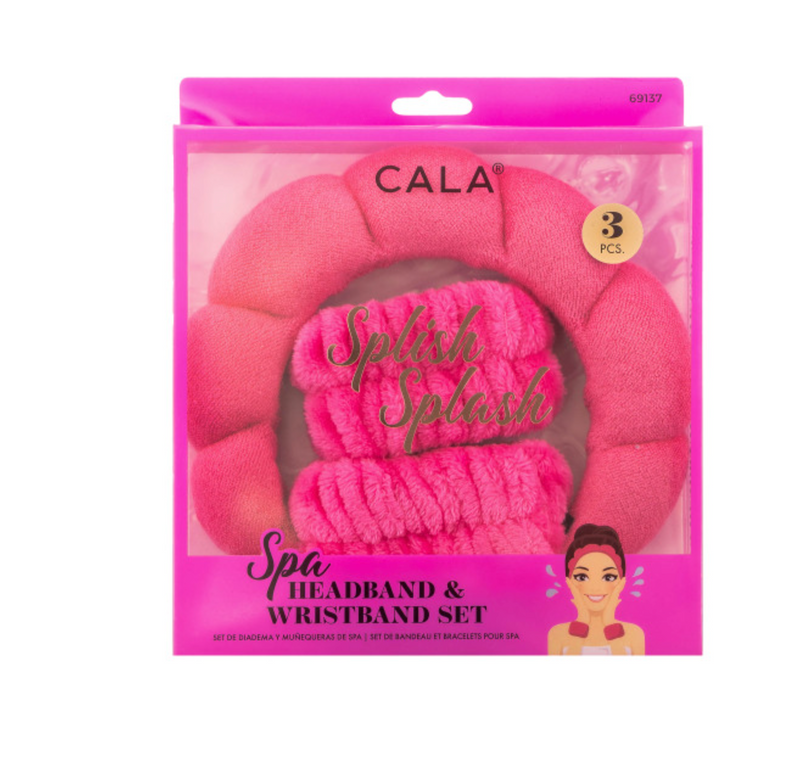 69137
CALA®
3
PCS.
Splish
Splash
Spa
HEADBAND &
WRISTBAND SET
SET DE DIADEMA Y MUÑEQUERAS DE SPA | SET DE BANDEAU ET BRACELETS POUR SPA